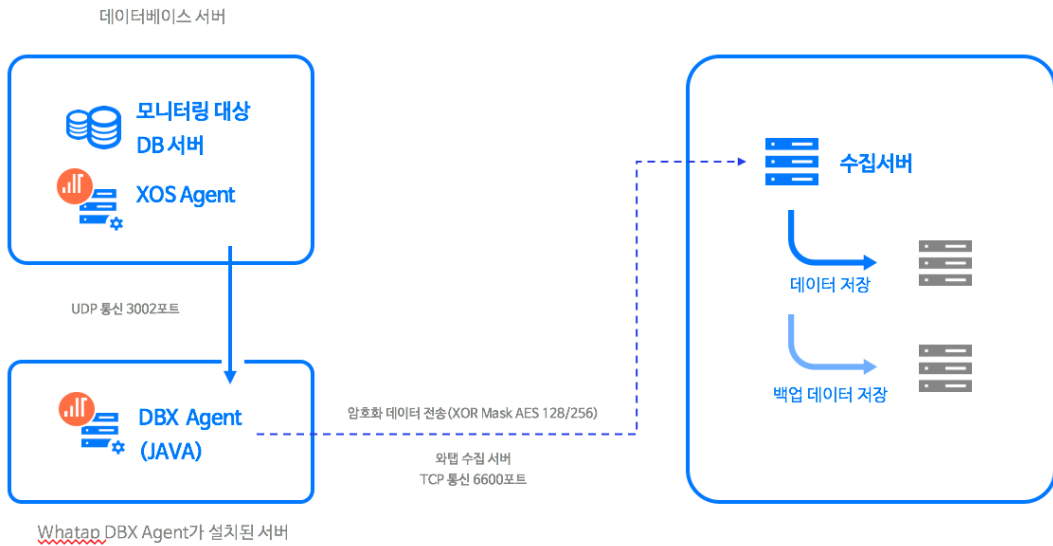 데이터베이스 서버
모니터링 대상
DB 서버
XOS Agent
UDP 통신 3002포트
DBX Agent
(JAVA)
Whatap DBX Agent가 설치된 서버
암호화 데이터 전송(XOR Mask AES 128/256)
와탭 수집 서버
TCP 통신 6600포트
수집서버
데이터 저장
백업 데이터 저장